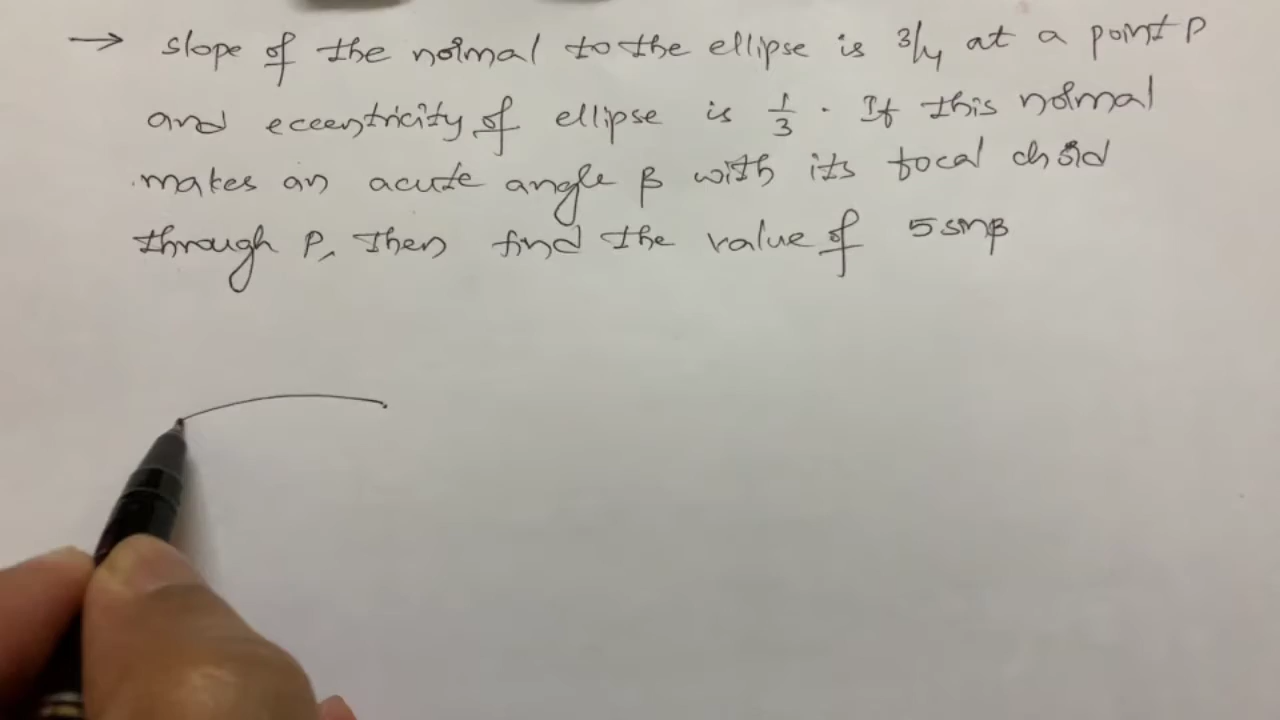 → slope of the normal to the ellipse is 3/4 at a point P
and eccentricity of ellipse is 1/3 . If this normal
makes an acute angle β with its focal chord
through P, then find the value of 5 sinβ